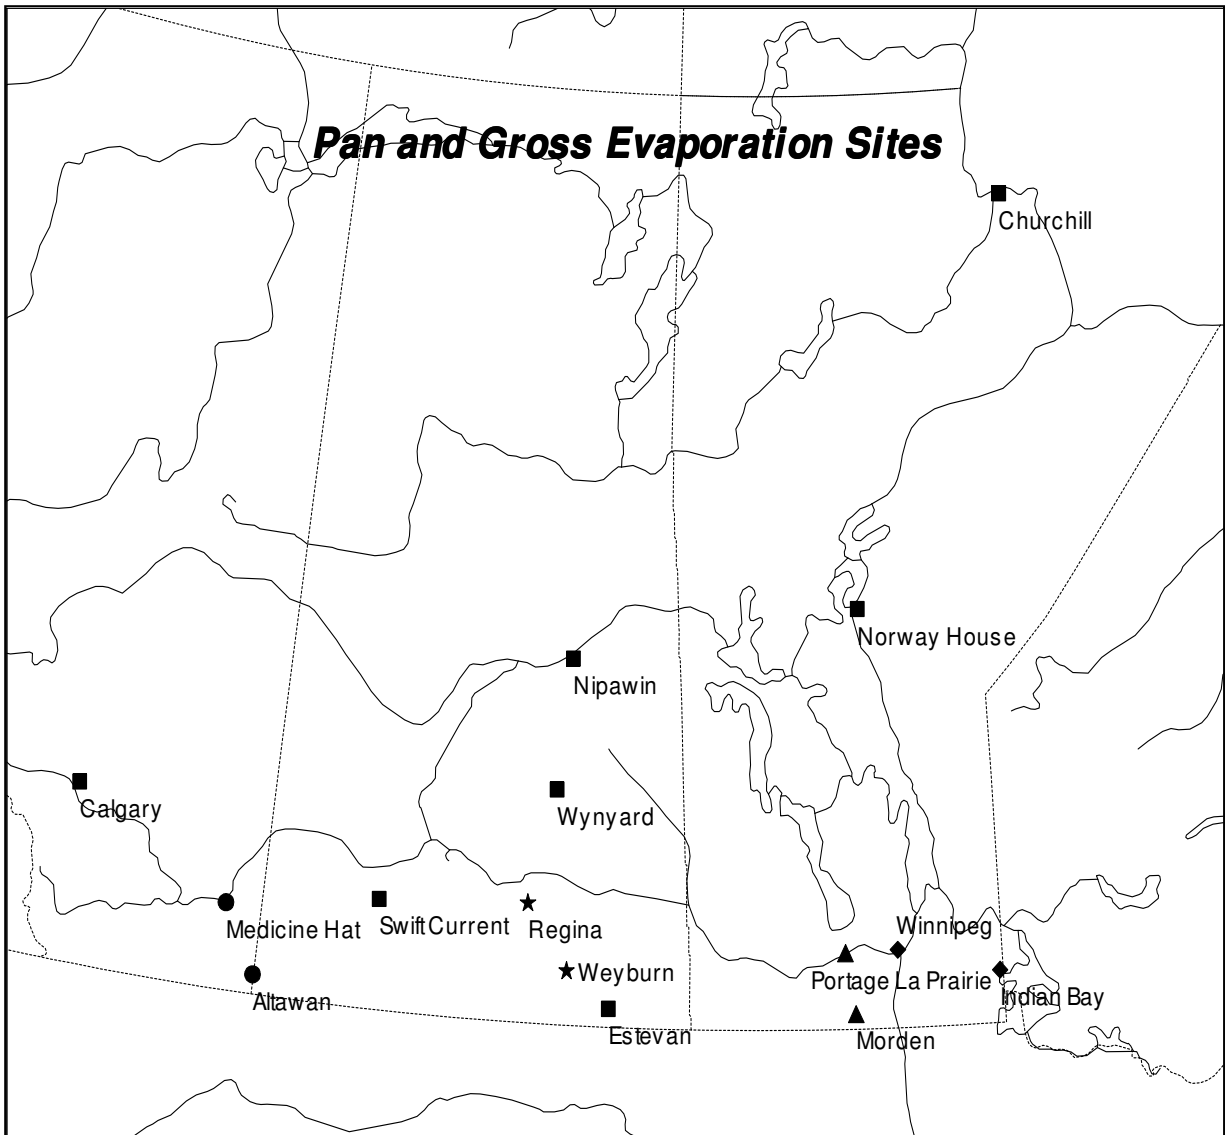 Pan and Gross Evaporation Sites
Churchill
Norway House
Nipawin
Calgary
Wynyard
Medicine Hat
Swift Current
Regina
Winnipeg
Weyburn
Portage La Prairie
Altawan
Indian Bay
Estevan
Morden